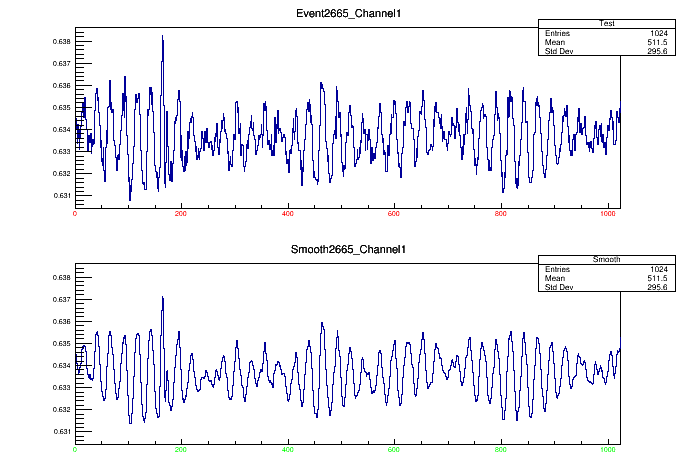 Event2665_Channel1
Test
Entries 1024
Mean 511.5
Std Dev 295.6
0.638
0.637
0.636
0.635
0.634
0.633
0.632
0.631
0 200 400 600 800 1000
Smooth2665_Channel1
Smooth
Entries 1024
Mean 511.5
Std Dev 295.6
0.638
0.637
0.636
0.635
0.634
0.633
0.632
0.631
0 200 400 600 800 1000